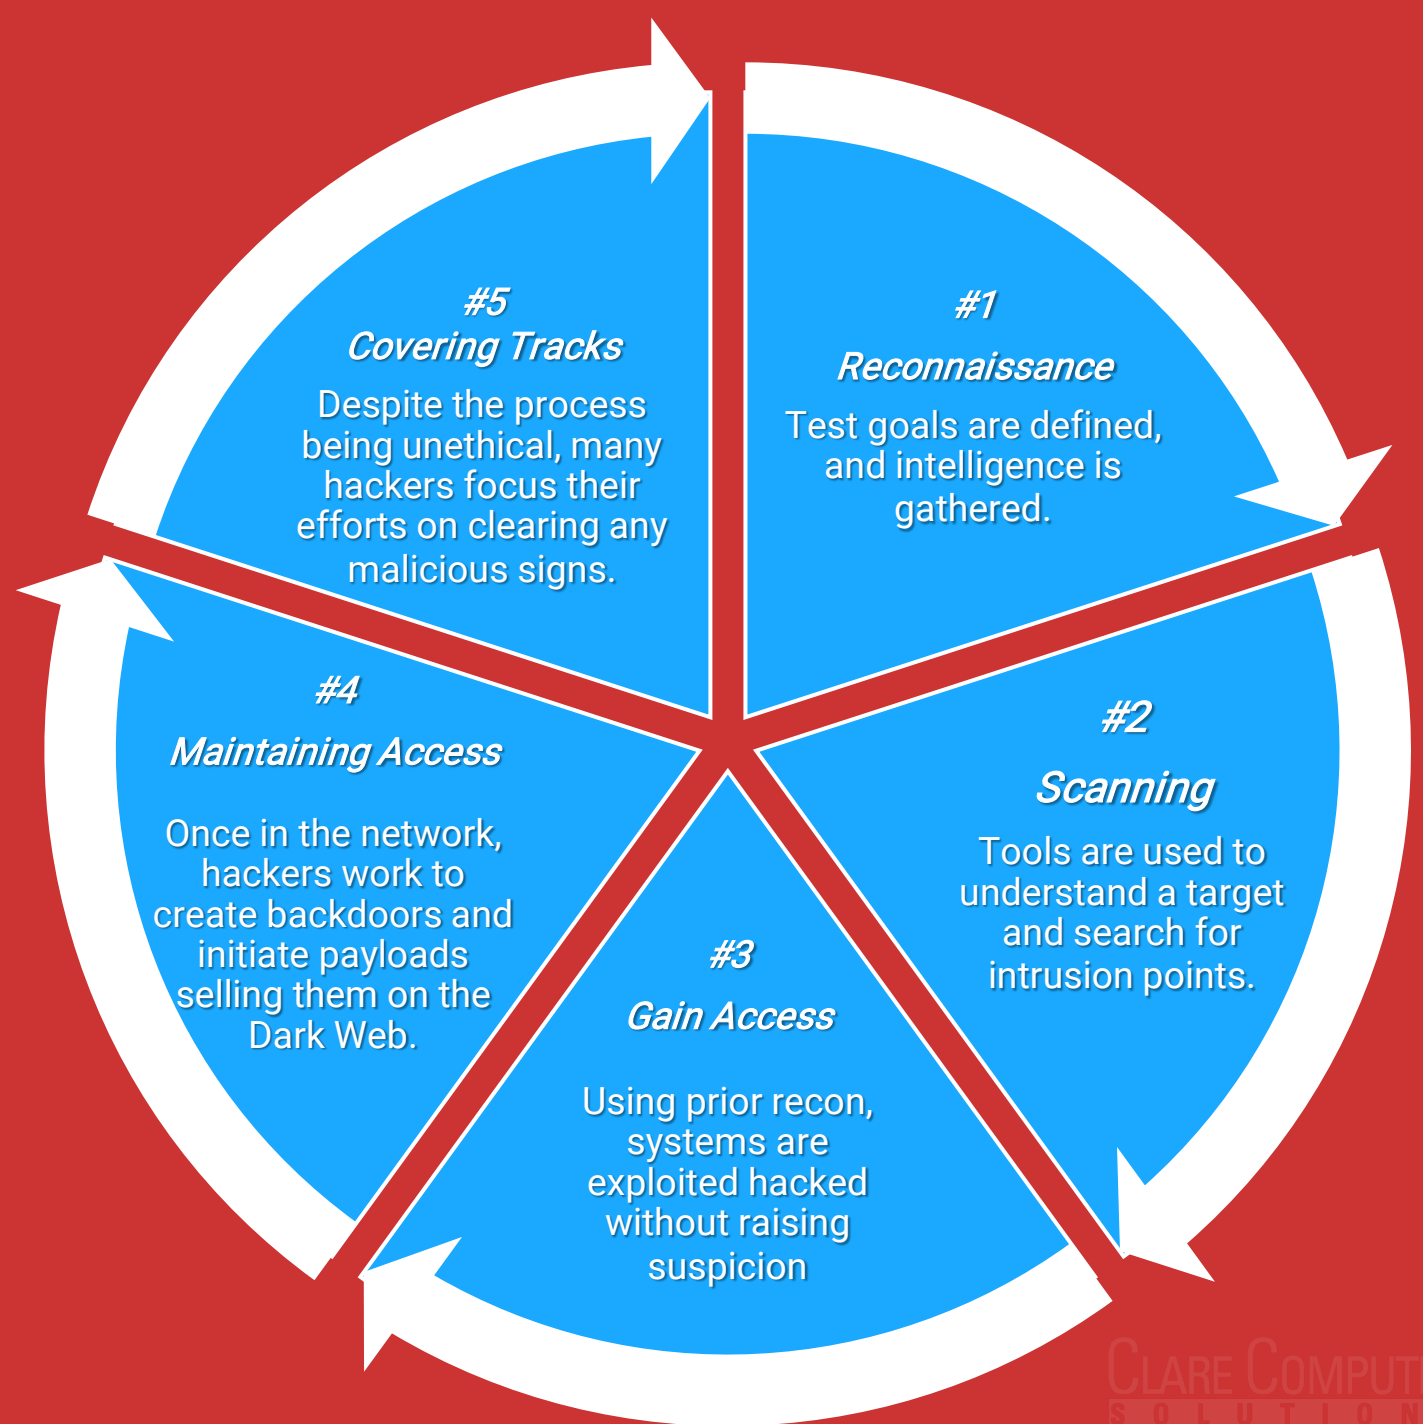 #1
Reconnaissance
Test goals are defined,
and intelligence is
gathered.
#2
Scanning
Tools are used to
understand a target
and search for
intrusion points.
#3
Gain Access
Using prior recon,
systems are
exploited hacked
without raising
suspicion
#4
Maintaining Access
Once in the network,
hackers work to
create backdoors and
initiate payloads
selling them on the
Dark Web.
#5
Covering Tracks
Despite the process
being unethical, many
hackers focus their
efforts on clearing any
malicious signs.
CLARE COMPUT
SOLUTION